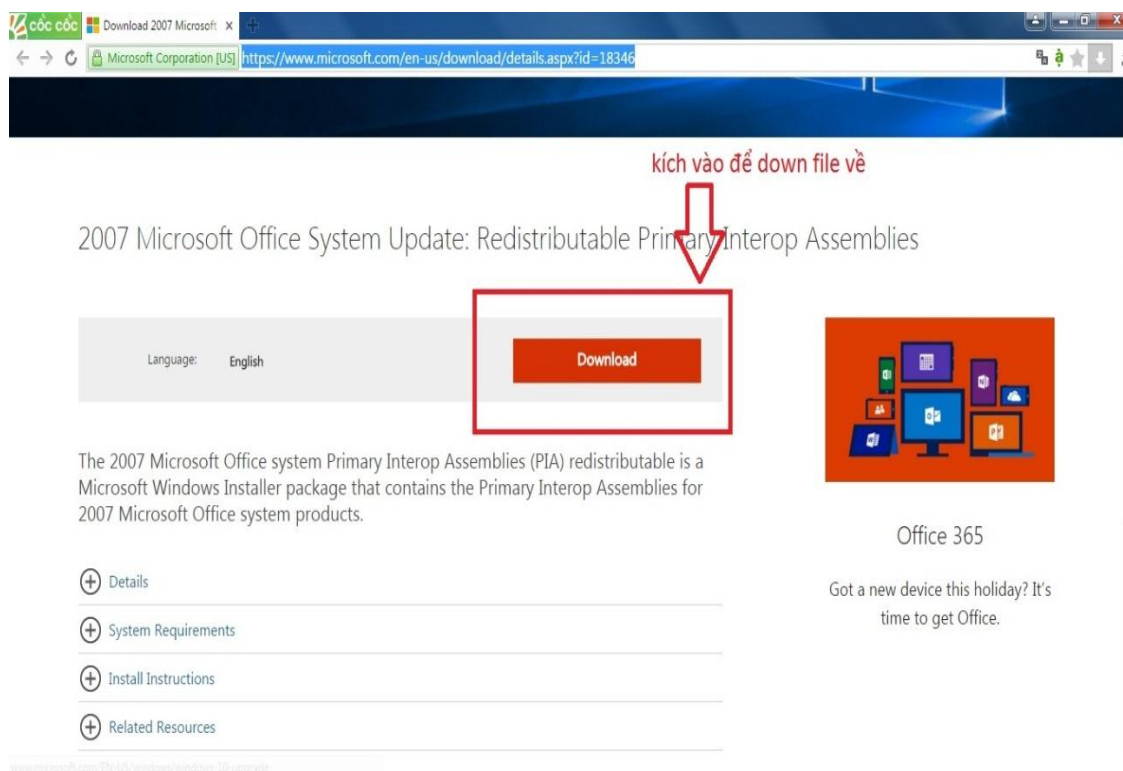 cốc cốc
Download 2007 Microsoft
Microsoft Corporation [US] https://www.microsoft.com/en-us/download/details.aspx?id=18346
kích vào để down file về
2007 Microsoft Office System Update: Redistributable Primary Interop Assemblies
Language: English
Download
The 2007 Microsoft Office system Primary Interop Assemblies (PIA) redistributable is a
Microsoft Windows Installer package that contains the Primary Interop Assemblies for
2007 Microsoft Office system products.
Office 365
Got a new device this holiday? It's
time to get Office.
Details
System Requirements
Install Instructions
Related Resources